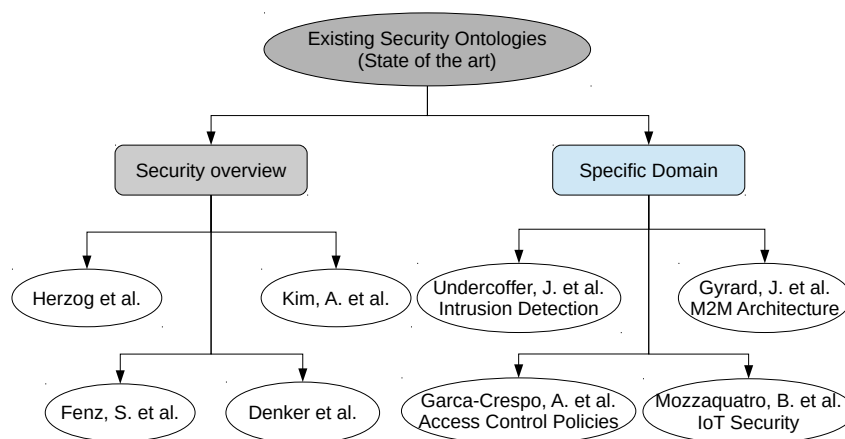 Existing Security Ontologies
(State of the art)
Security overview
Specific Domain
Herzog et al.
Kim, A. et al.
Undercoffer, J. et al.
Intrusion Detection
Gyrard, J. et al.
M2M Architecture
Fenz, S. et al.
Denker et al.
Garca-Crespo, A. et al.
Access Control Policies
Mozzaquatro, B. et al.
IoT Security